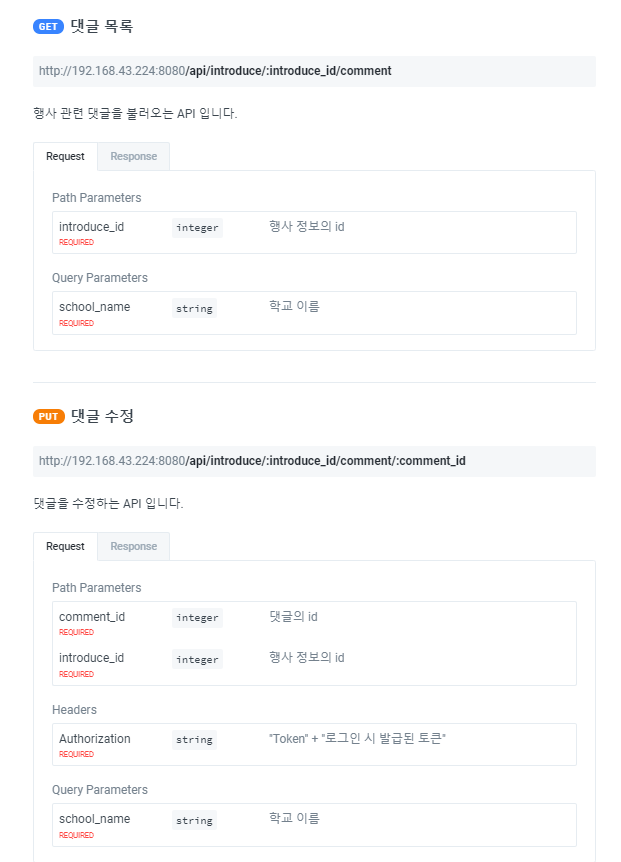 GET 댓글 목록
http://192.168.43.224:8080/api/introduce/:introduce_id/comment
행사 관련 댓글을 불러오는 API 입니다.
Request Response
Path Parameters
introduce_id integer 행사 정보의 id
REQUIRED
Query Parameters
school_name string 학교 이름
REQUIRED
PUT 댓글 수정
http://192.168.43.224:8080/api/introduce/:introduce_id/comment/:comment_id
댓글을 수정하는 API 입니다.
Request Response
Path Parameters
comment_id integer 댓글의 id
REQUIRED
introduce_id integer 행사 정보의 id
REQUIRED
Headers
Authorization string "Token" + "로그인 시 발급된 토큰"
REQUIRED
Query Parameters
school_name string 학교 이름
REQUIRED